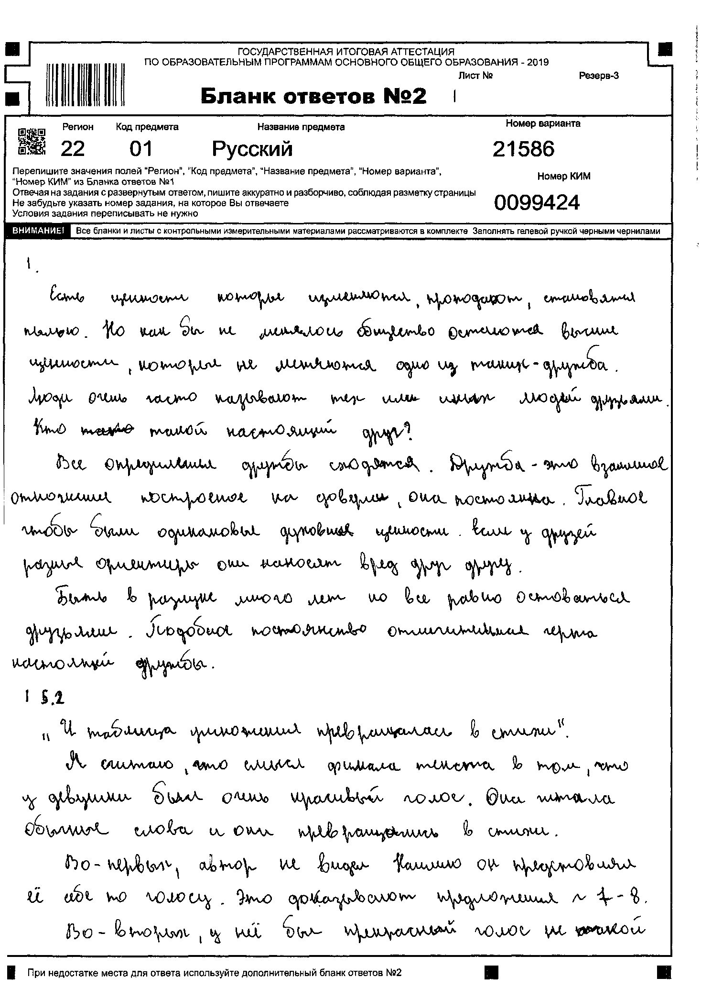 ГОСУДАРСТВЕННАЯ ИТОГОВАЯ АТТЕСТАЦИЯ
ПО ОБРАЗОВАТЕЛЬНЫМ ПРОГРАММАМ ОСНОВНОГО ОБЩЕГО ОБРАЗОВАНИЯ - 2019
Лист № Резерв-3
Бланк ответов №2 1
Регион Код предмета Название предмета Номер варианта
22 01 Русский 21586
Перепишите значения полей "Регион", "Код предмета", "Название предмета", "Номер варианта",
"Номер КИМ" из Бланка ответов №1
Номер КИМ
Отвечая на задания с развернутым ответом, пишите аккуратно и разборчиво, соблюдая разметку страницы
Не забудьте указать номер задания, на которое Вы отвечаете
Условия задания переписывать не нужно
0099424
ВНИМАНИЕ! Все бланки и листы с контрольными измерительными материалами рассматриваются в комплекте Заполнять гелевой ручкой черными чернилами
1.
Есть ценности которые изменяются, пропадают, становятся
пылью. Но как бы не менялось общество остаются высшие
ценности, которые не меняются одно из таких - дружба.
Люди очень часто называют тех или иных людей друзьями.
Кто такой настоящий друг?
Все определения дружбы сходятся. Дружба - это взаимное
отношение построеное на доверии, она постоянна. Главное
чтобы были одинаковые духовные ценности. Если у друзей
разные ориентиры они наносят вред друг другу.
Быть в разлуке много лет но все равно оставаться
друзьями. Подобное постоянство отличительная черта
настоящей дружбы.
15.2
„И таблица умножения превращалась в стихи".
Я считаю, что смысл финала текста в том, что
у девушки был очень красивый голос. Она читала
обычные слова и они превращались в стихи.
Во-первых, автор не видел Камилю он представлял
её себе по голосу. Это доказывают предложения ~ 7-8.
Во-вторых, у неё был прекрасный голос не такой
При недостатке места для ответа используйте дополнительный бланк ответов №2